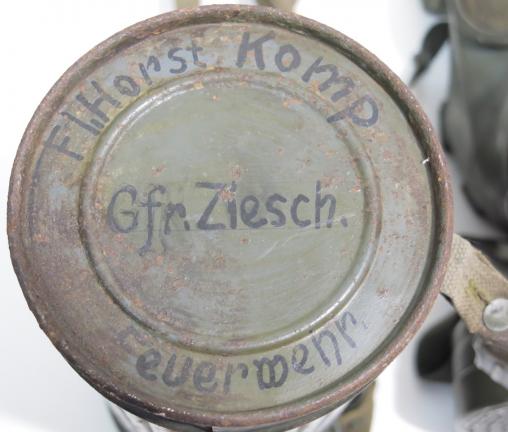 Fl.Horst Komp.
Gfr. Ziesch.
Feuerwehr.